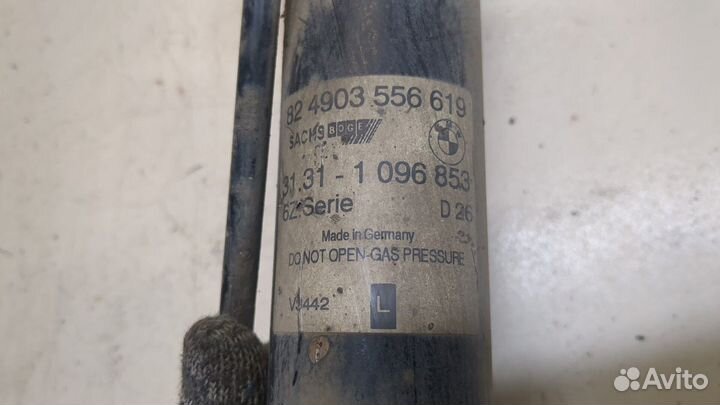 82 4903 556 619
SACHS BOGE
31.31 - 1 096 853
6Z.Serie D 26
Made in Germany
DO NOT OPEN-GAS PRESSURE
L
Avito